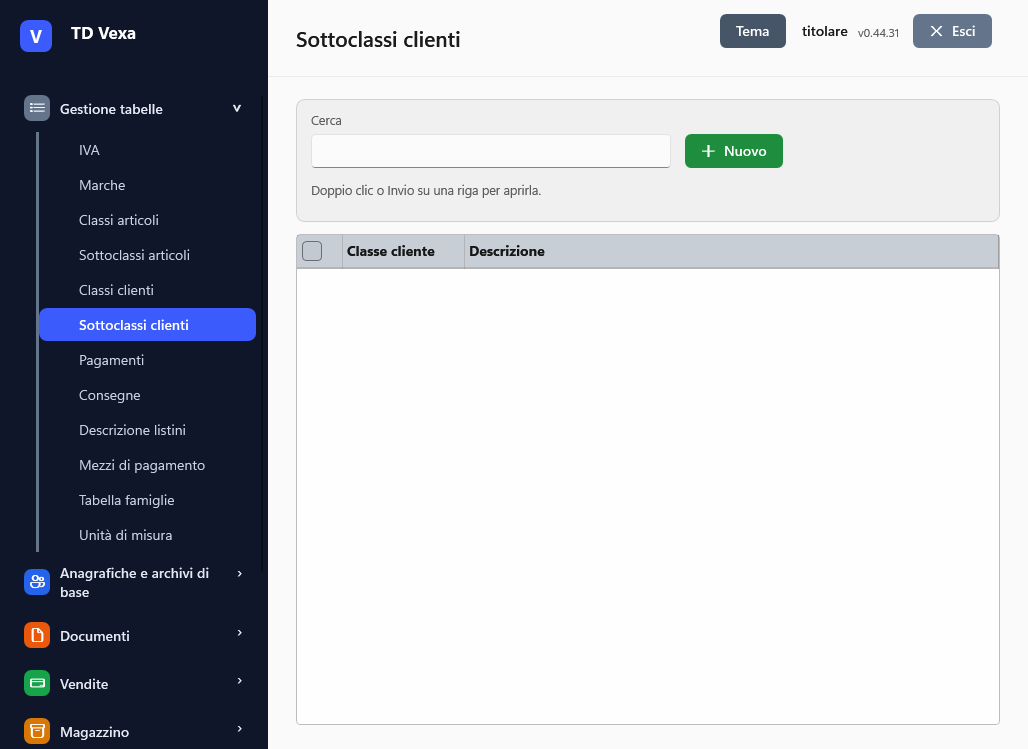 V
TD Vexa
Gestione tabelle
IVA
Marche
Classi articoli
Sottoclassi articoli
Classi clienti
Sottoclassi clienti
Pagamenti
Consegne
Descrizione listini
Mezzi di pagamento
Tabella famiglie
Unità di misura
Anagrafiche e archivi di
base
Documenti
Vendite
Magazzino
Sottoclassi clienti
Tema
titolare
v0.44.31
Esci
Cerca
Nuovo
Doppio clic o Invio su una riga per aprirla.
Classe cliente
Descrizione